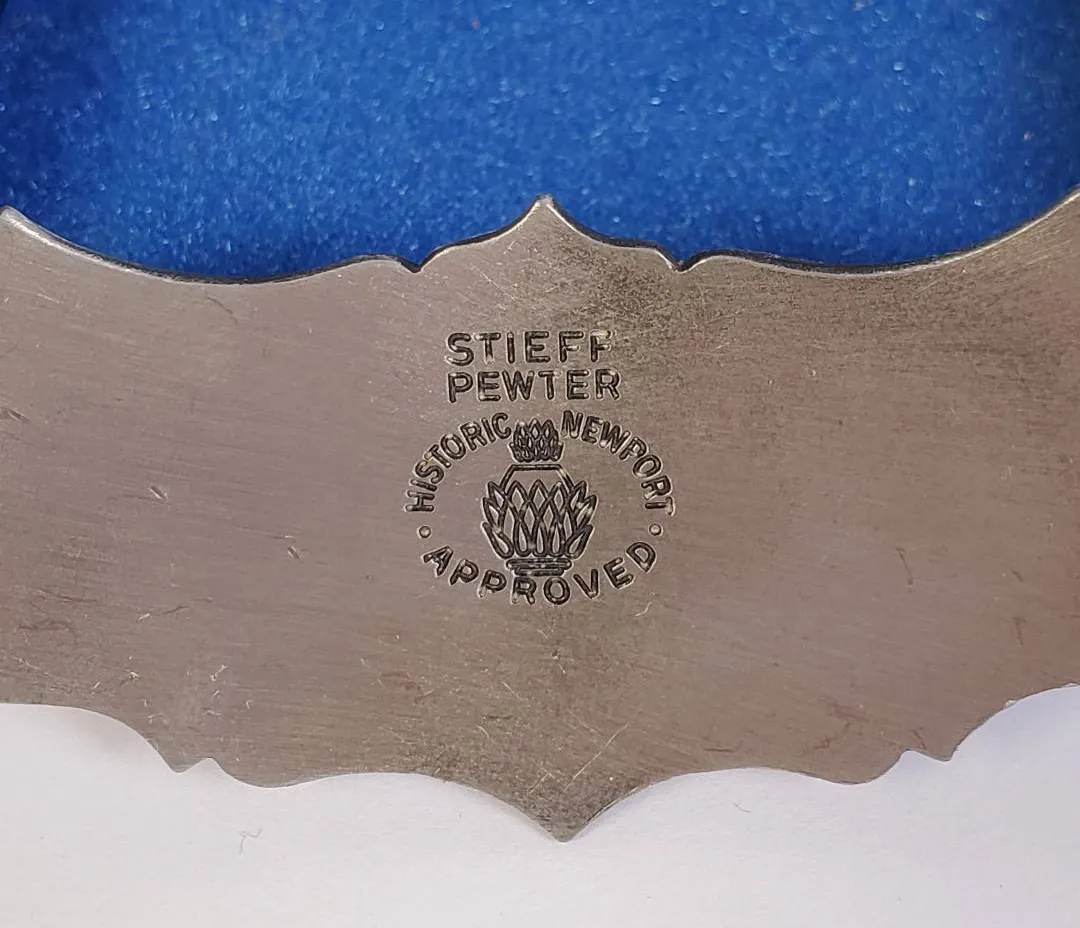 STIEFF
PEWTER
HISTORIC NEWPORT
• APPROVED •